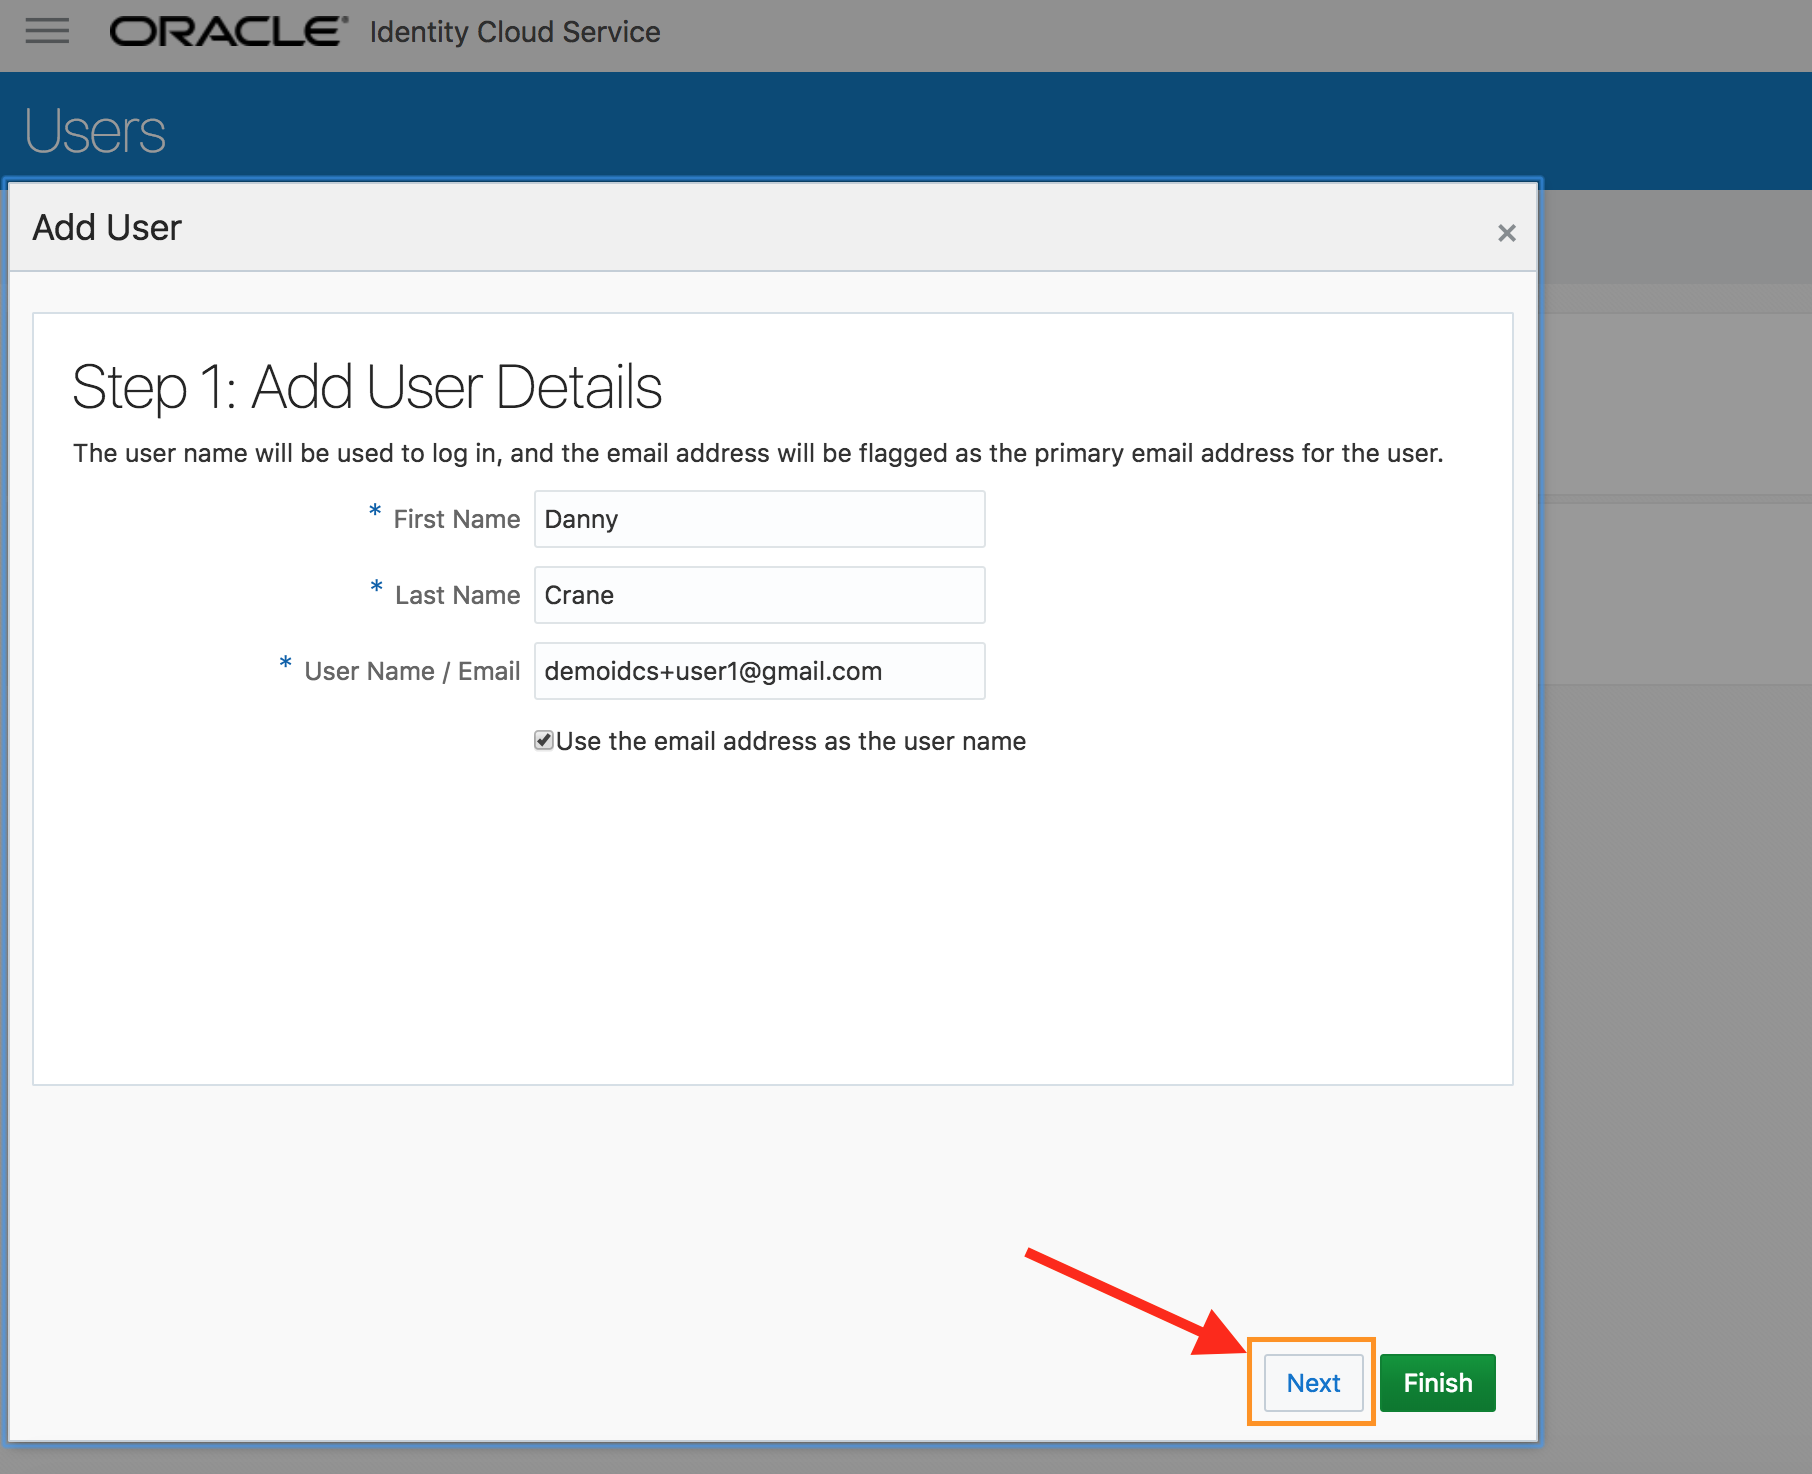 ORACLE® Identity Cloud Service
Users
Add User
×
Step 1: Add User Details
The user name will be used to log in, and the email address will be flagged as the primary email address for the user.
* First Name Danny
* Last Name Crane
* User Name / Email demoidcs+user1@gmail.com
Use the email address as the user name
Next Finish